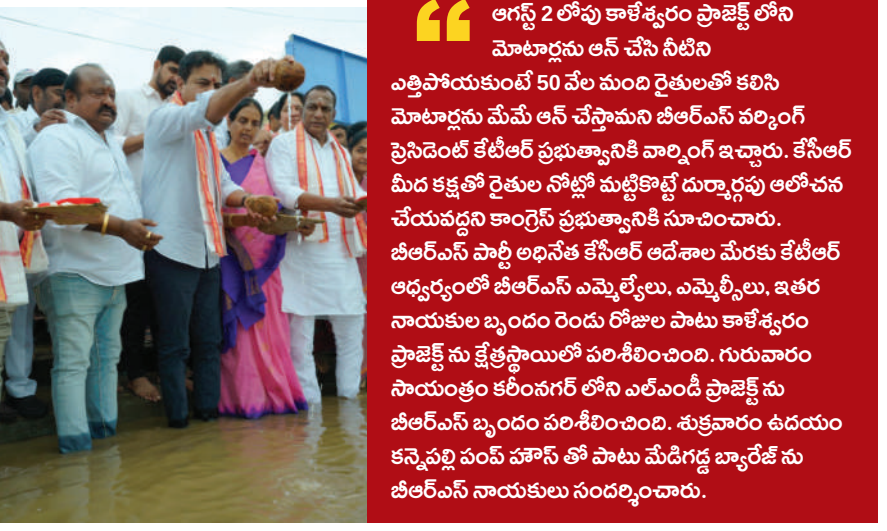 ఆగస్ట్ 2 లోపు కాళేశ్వరం ప్రాజెక్ట్ లోని
మోటార్లను ఆన్ చేసి నీటిని
ఎత్తిపోయకుంటే 50 వేల మంది రైతులతో కలిసి
మోటార్లను మేమే ఆన్ చేస్తామని బీఆర్ఎస్ వర్కింగ్
ప్రెసిడెంట్ కేటీఆర్ ప్రభుత్వానికి వార్నింగ్ ఇచ్చారు. కేసీఆర్
మీద కక్షతో రైతుల నోట్లో మట్టికొట్టే దుర్మార్గపు ఆలోచన
చేయవద్దని కాంగ్రెస్ ప్రభుత్వానికి సూచించారు.
బీఆర్ఎస్ పార్టీ అధినేత కేసీఆర్ ఆదేశాల మేరకు కేటీఆర్
ఆధ్వర్యంలో బీఆర్ఎస్ ఎమ్మెల్యేలు, ఎమ్మెల్సీలు, ఇతర
నాయకుల బృందం రెండు రోజుల పాటు కాళేశ్వరం
ప్రాజెక్ట్ ను క్షేత్రస్థాయిలో పరిశీలించింది. గురువారం
సాయంత్రం కరీంనగర్ లోని ఎల్ఎండీ ప్రాజెక్ట్ ను
బీఆర్ఎస్ బృందం పరిశీలించింది. శుక్రవారం ఉదయం
కన్నెపల్లి పంప్ హౌస్ తో పాటు మేడిగడ్డ బ్యారేజ్ ను
బీఆర్ఎస్ నాయకులు సందర్శించారు.